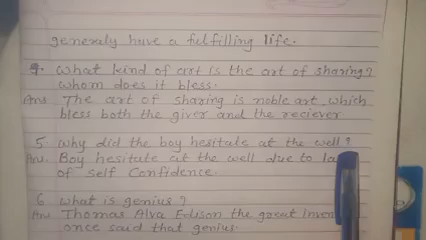 generely have a fulfilling life.
4. What kind of art is the art of sharing?
whom does it bless.
Ans The art of sharing is noble art, which
bless both the giver and the reciever
5. Why did the boy hesitate at the well?
Ans. Boy hesitate at the well due to
of self Confidence.
6. What is genius?
Ans Thomas Alva Edison the great
once said that genius.